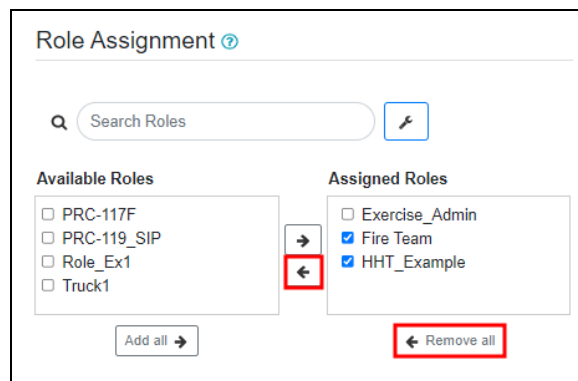 Role Assignment ?
Search Roles
Available Roles
PRC-117F
PRC-119_SIP
Role_Ex1
Truck1
Add all
Assigned Roles
Exercise_Admin
Fire Team
HHT_Example
Remove all